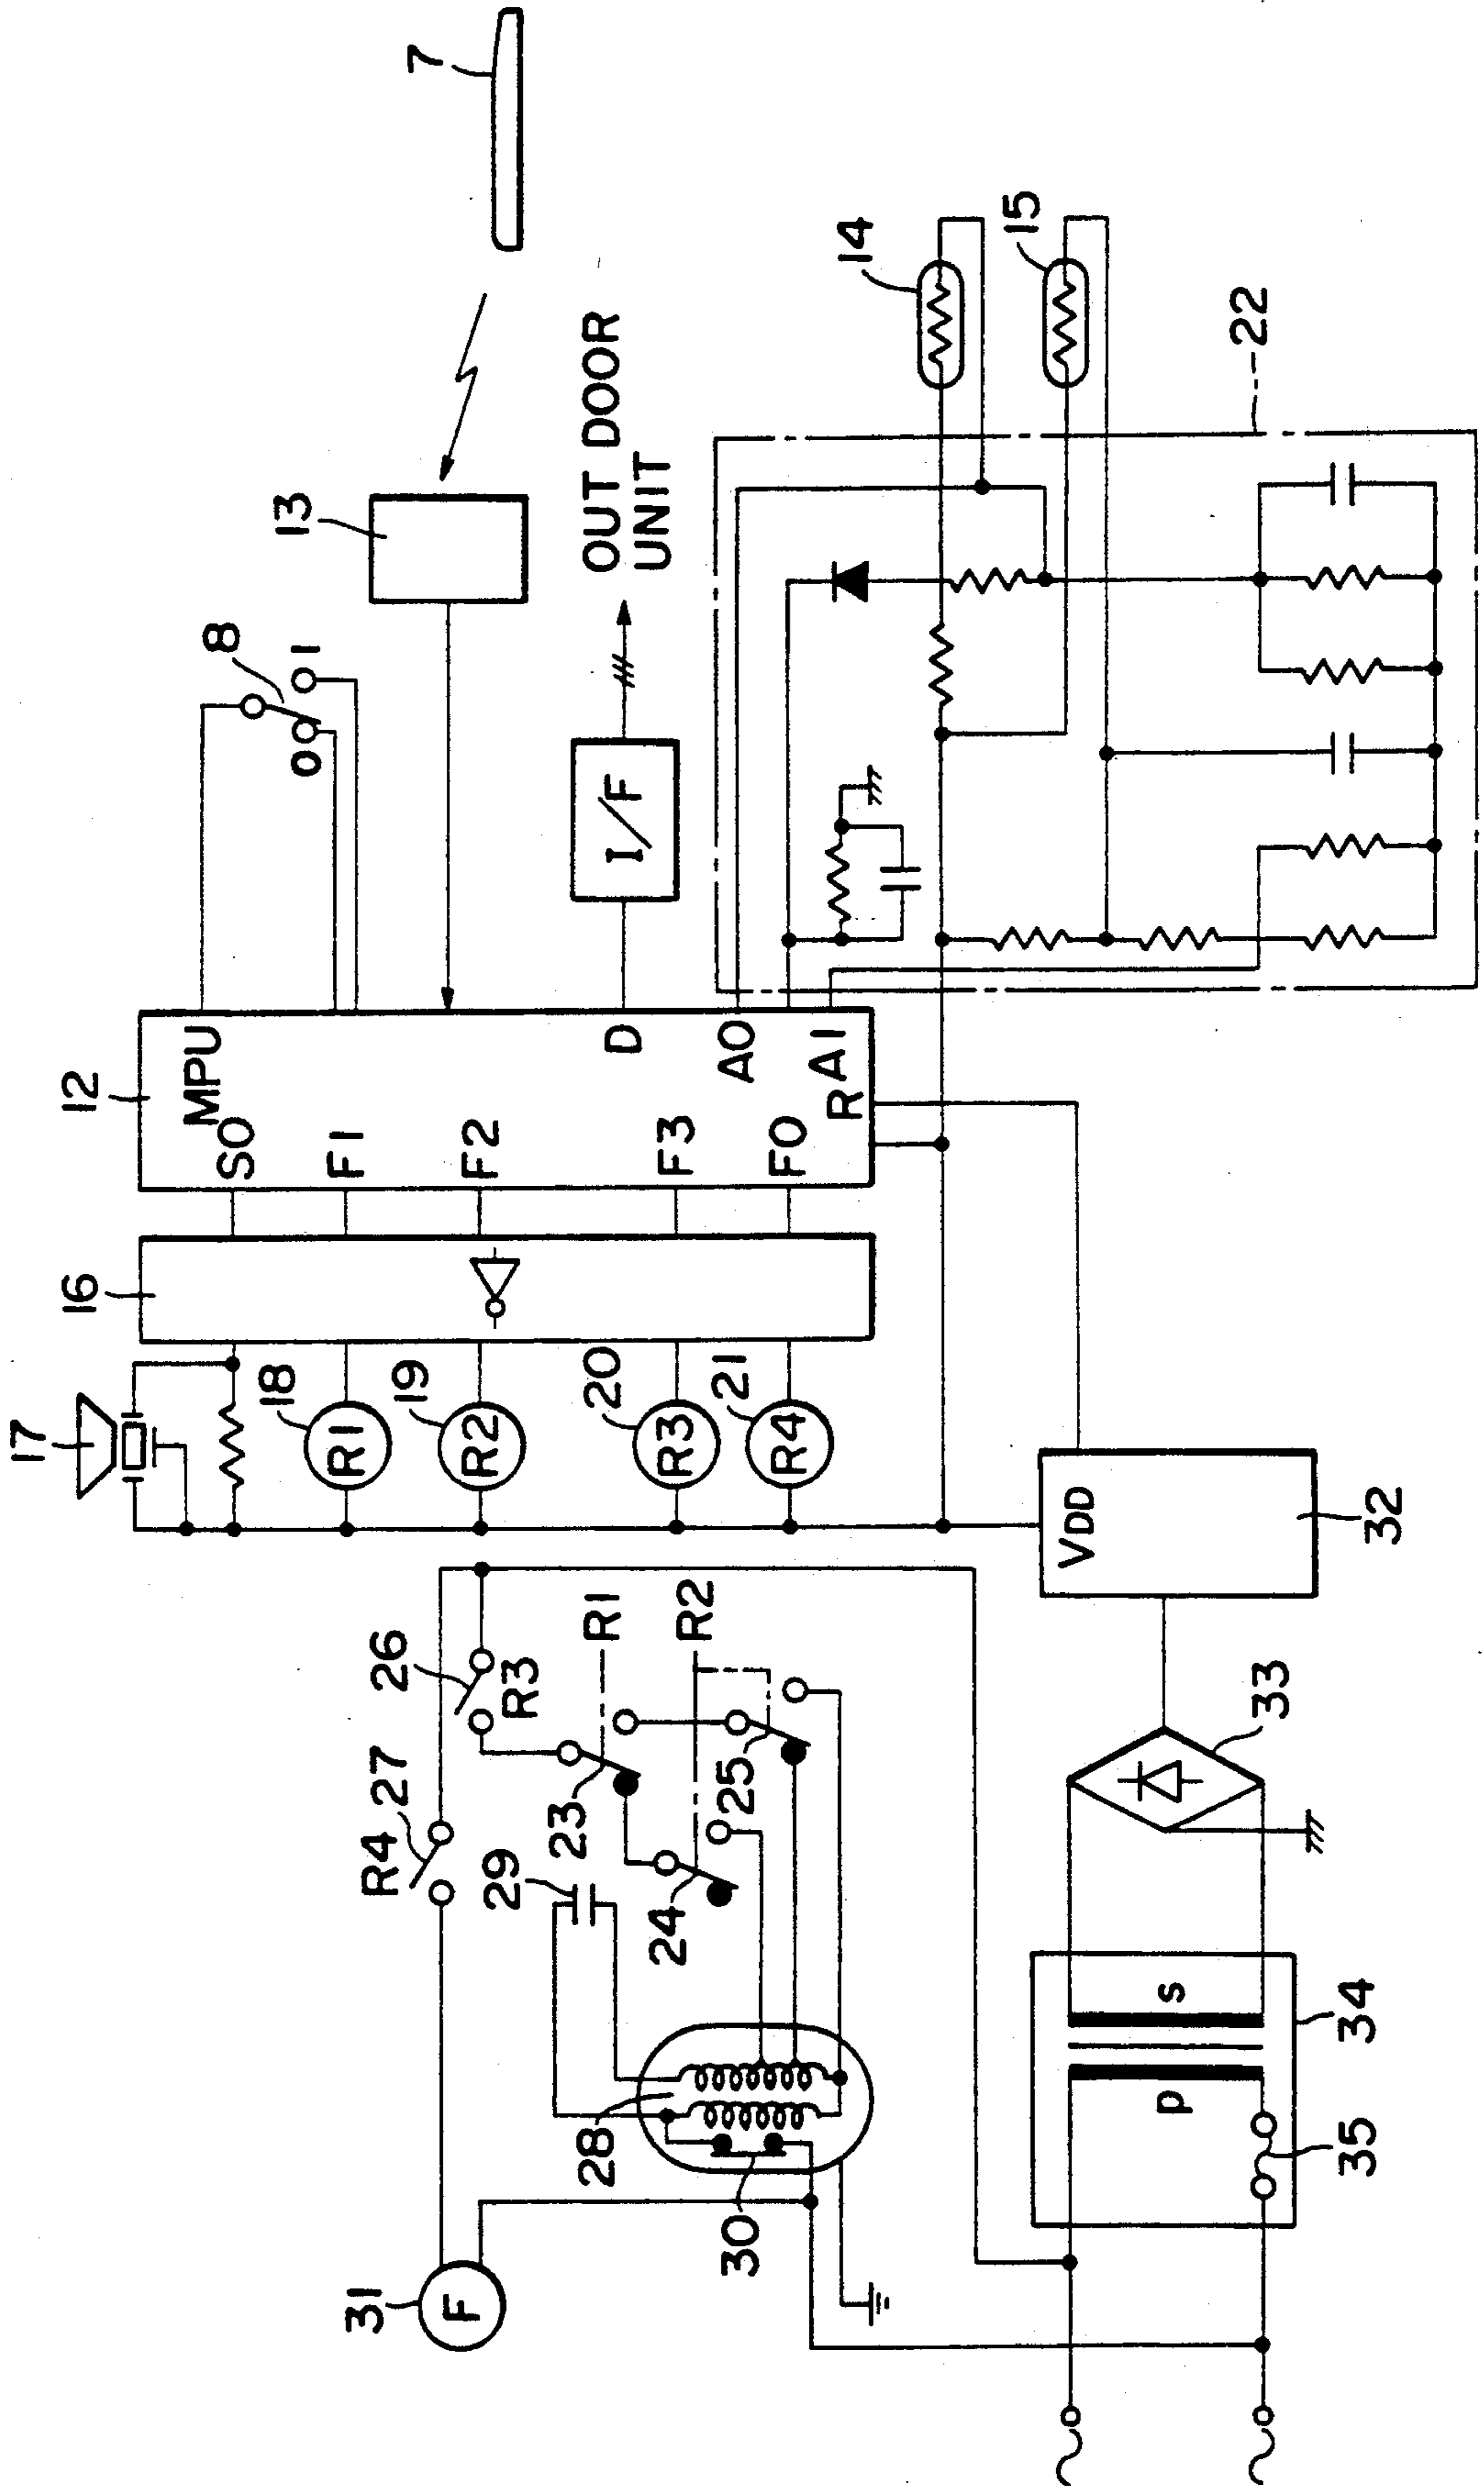 17
16
12
8
0
1
13
7
MPU
S0
F1
F2
F3
F0
D
A0
A1
R
I/F
OUT DOOR
UNIT
14
15
22
18
R1
19
R2
20
R3
21
R4
VDD
32
26
R3
R1
R2
R4
27
23
25
29
24
28
30
31
F
33
s
p
34
35